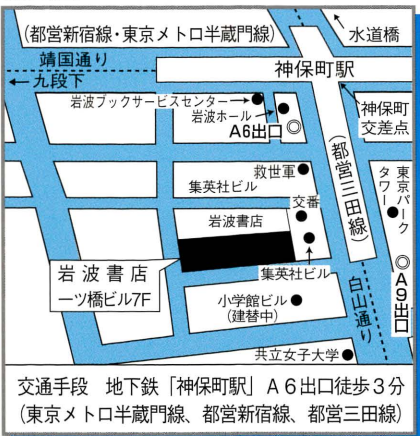 (都営新宿線・東京メトロ半蔵門線)
水道橋
靖国通り
神保町駅
九段下
岩波ブックサービスセンター
岩波ホール
神保町
交差点
A6出口
(都営三田線)
救世軍
集英社ビル
東京パーク
タワー
交番
岩波書店
岩波書店
一ツ橋ビル7F
集英社ビル
A9出口
白山通り
小学館ビル
(建替中)
共立女子大学
交通手段 地下鉄「神保町駅」A6出口徒歩3分
(東京メトロ半蔵門線、都営新宿線、都営三田線)